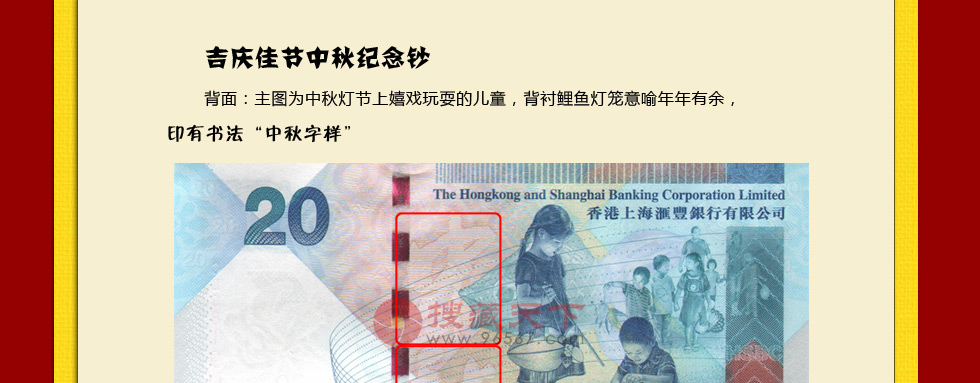 吉庆佳节中秋纪念钞
背面：主图为中秋灯节上嬉戏玩耍的儿童，背衬鲤鱼灯笼意喻年年有余，
印有书法“中秋字样”
20
The Hongkong and Shanghai Banking Corporation Limited
香港上海滙豐銀行有限公司
搜藏天下
www.96567.com